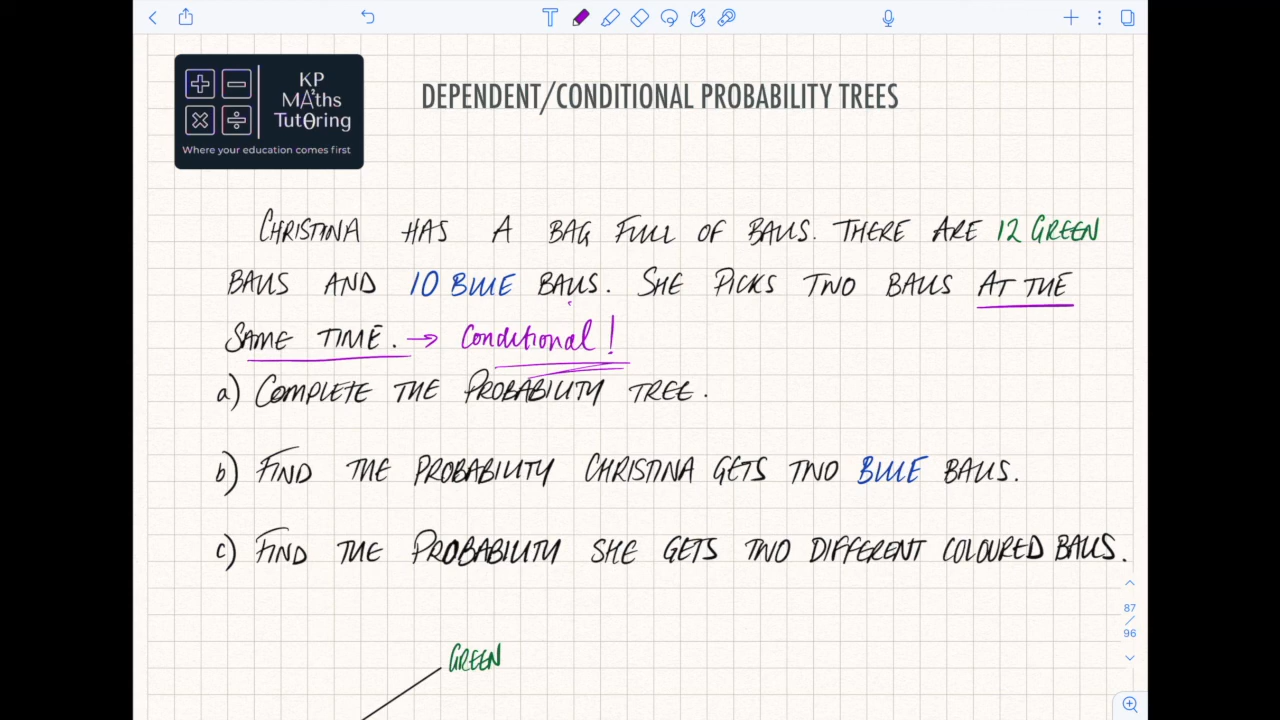 KP
MAths
TutOring
Where your education comes first
DEPENDENT/CONDITIONAL PROBABILITY TREES
CHRISTINA HAS A BAG FULL OF BALLS. THERE ARE 12 GREEN
BALLS AND 10 BLUE BALLS. SHE PICKS TWO BALLS AT THE
SAME TIME. → Conditional!
a) COMPLETE THE PROBABILITY TREE.
b) FIND THE PROBABILITY CHRISTINA GETS TWO BLUE BALLS.
c) FIND THE PROBABILITY SHE GETS TWO DIFFERENT COLOURED BALLS.
87
/
96
GREEN